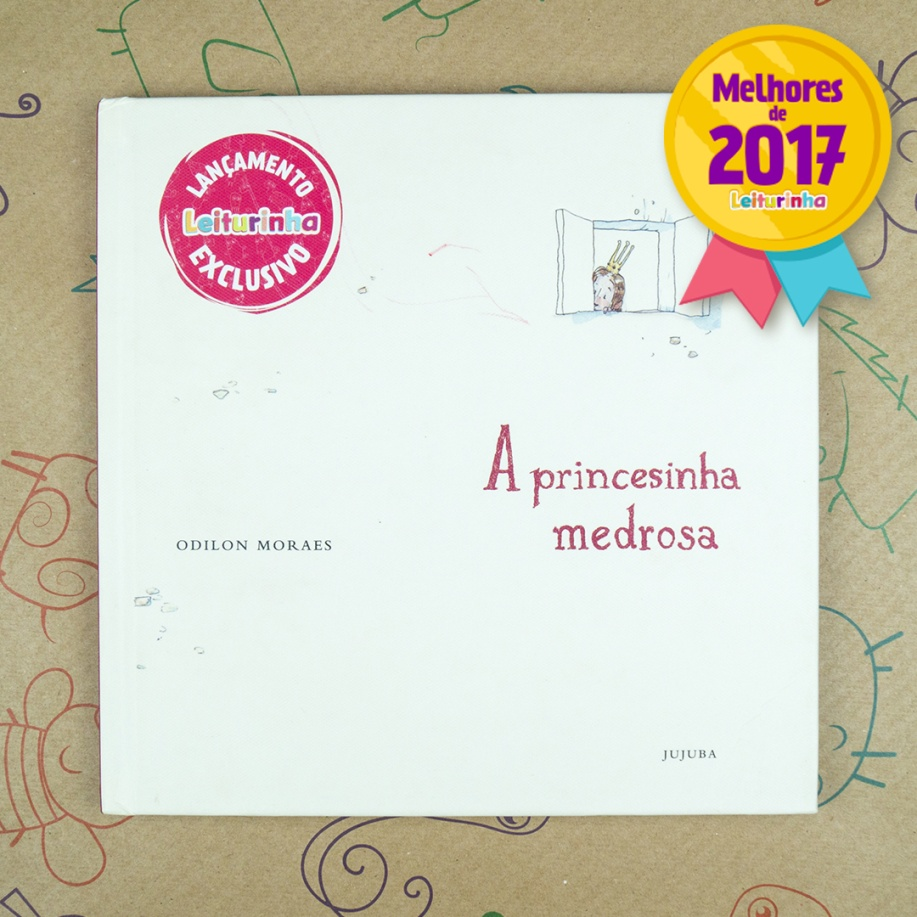 Melhores
de
2017
Leiturinha
LANÇAMENTO
Leiturinha
EXCLUSIVO
A princesinha
medrosa
ODILON MORAES
JUJUBA